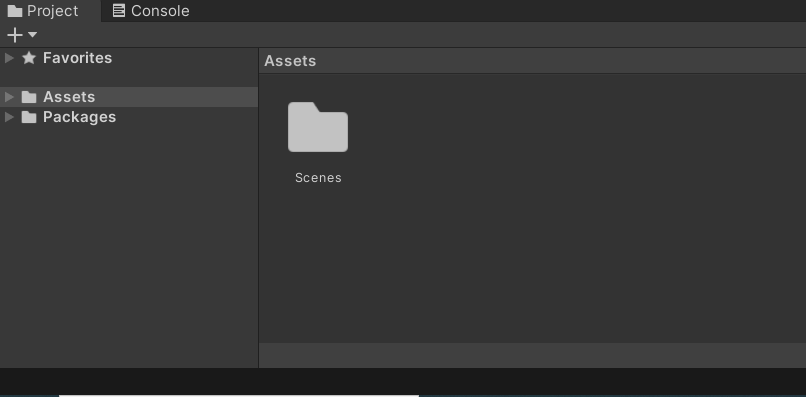 Project
Console
Favorites
Assets
Packages
Assets
Scenes